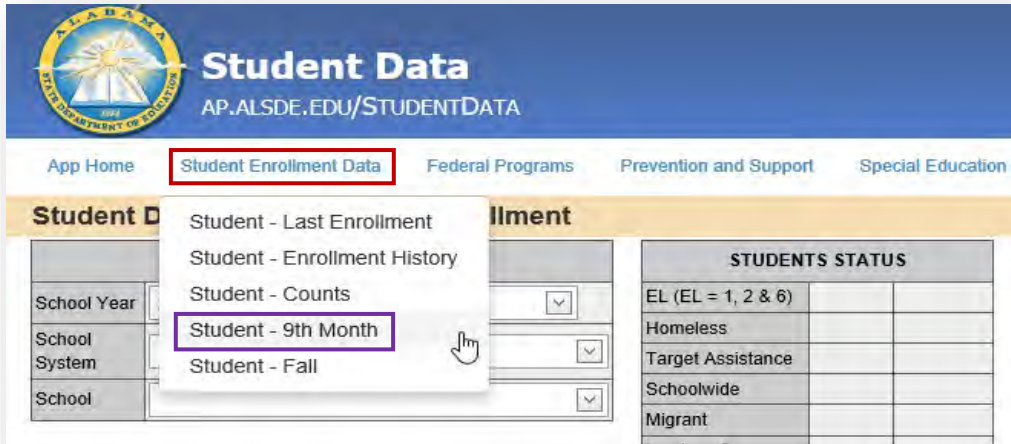 ALABAMA
STATE DEPARTMENT OF EDUCATION
Student Data
AP.ALSDE.EDU/STUDENTDATA
App Home Student Enrollment Data Federal Programs Prevention and Support Special Education
Student D llment
Student - Last Enrollment
Student - Enrollment History
Student - Counts
Student - 9th Month
Student - Fall
School Year
School
System
School
STUDENTS STATUS
EL (EL = 1, 2 & 6)
Homeless
Target Assistance
Schoolwide
Migrant